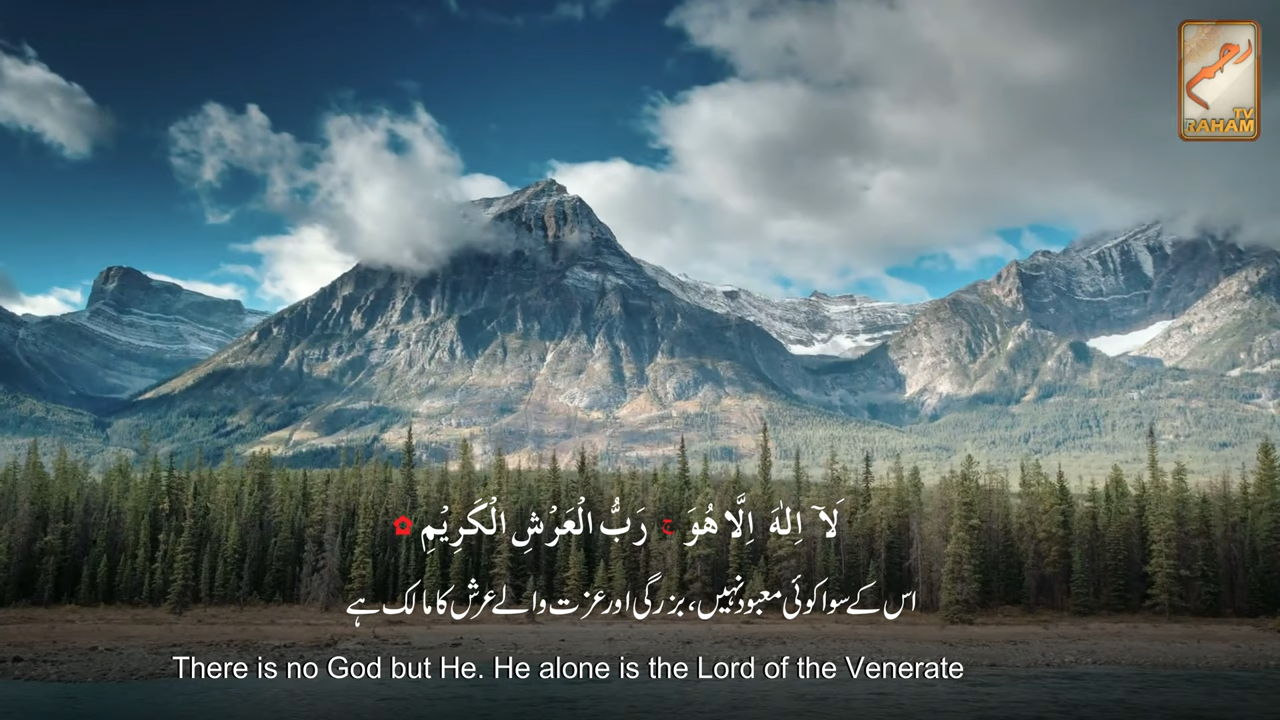 رحم
TV
RAHAM
لَآ اِلٰهَ اِلَّا هُوَ ۚ رَبُّ الْعَرْشِ الْكَرِیْمِ
اس کے سوا کوئی معبود نہیں، بزرگی اور عزت والے عرش کا مالک ہے
There is no God but He. He alone is the Lord of the Venerate